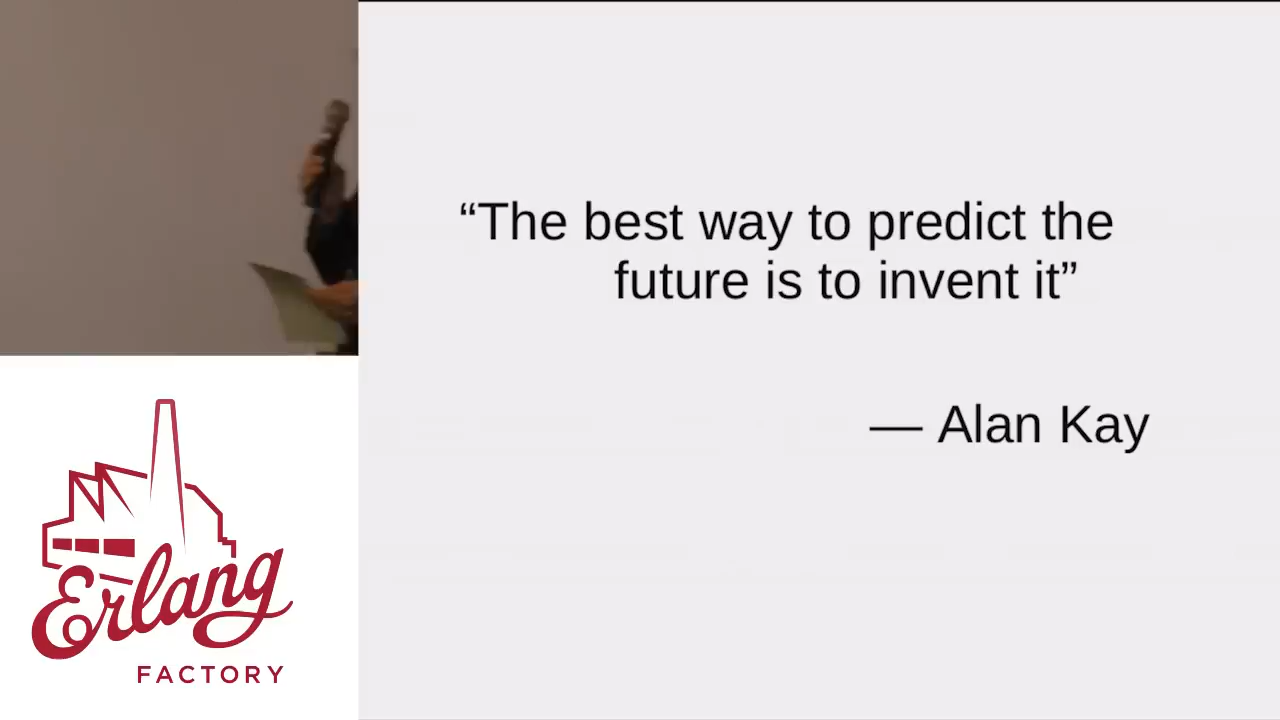 “The best way to predict the
future is to invent it”
— Alan Kay
Erlang
FACTORY